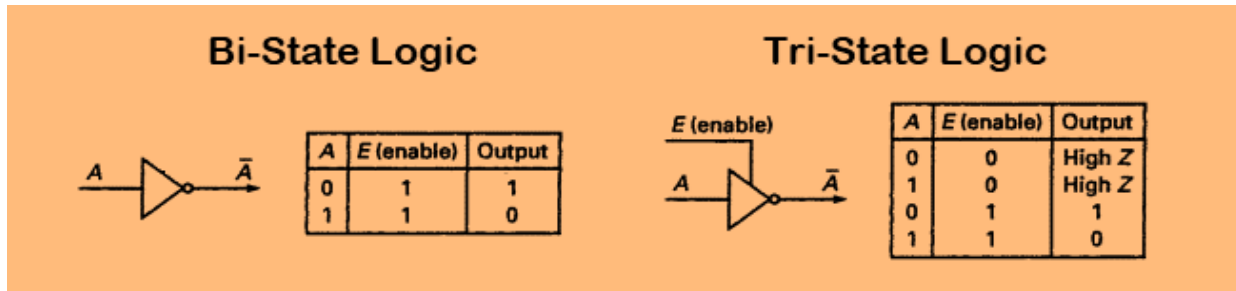 Bi-State Logic
A
A̅
A E (enable) Output
0 1 1
1 1 0
Tri-State Logic
E (enable)
A
A̅
A E (enable) Output
0 0 High Z
1 0 High Z
0 1 1
1 1 0